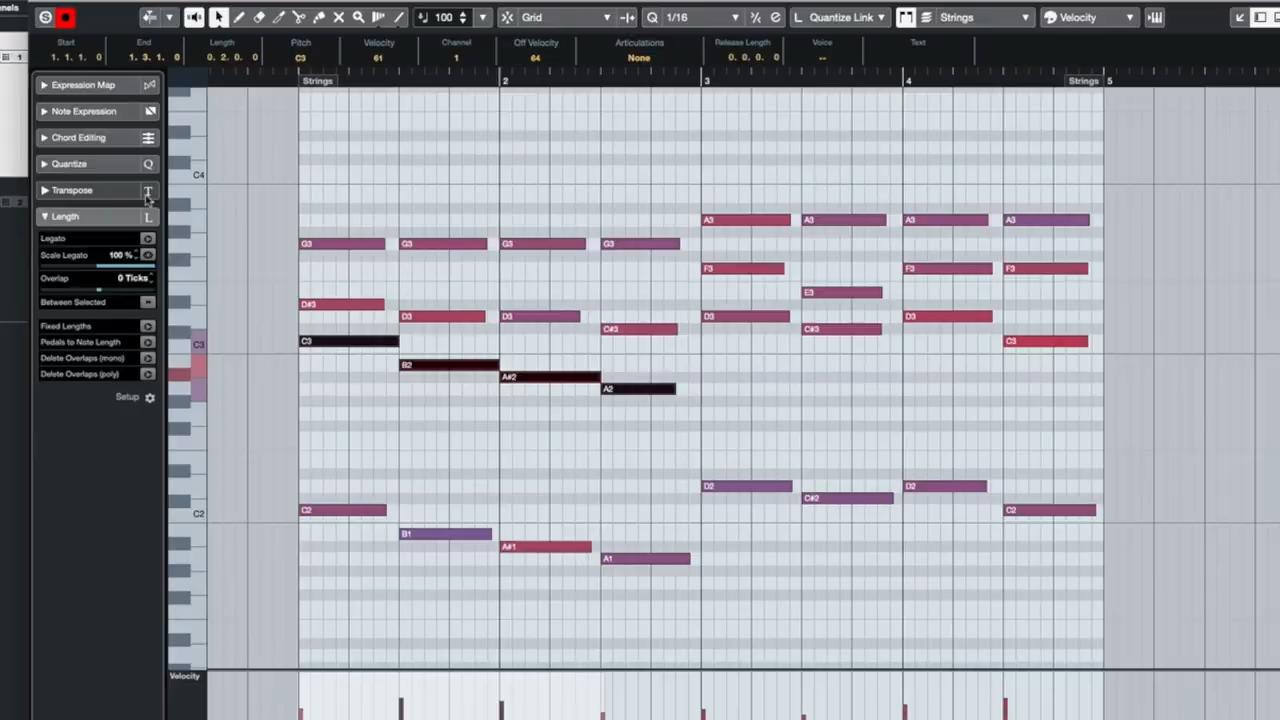 nels
S 100 Grid Q 1/16 L Quantize Link Strings Velocity
Start End Length Pitch Velocity Channel Off Velocity Articulations Release Length Voice Text
1. 1. 1. 0 1. 3. 1. 0 0. 2. 0. 0 C3 61 1 64 None 0. 0. 0. 0 --
1
Strings 2 3 4 Strings 5
Expression Map
Note Expression
Chord Editing
Quantize Q
C4
Transpose T
2
Length L
A3 A3 A3 A3
Legato
G3 G3 G3 G3
Scale Legato 100 %
F3 F3 F3
Overlap 0 Ticks
E3
Between Selected
D#3
D3 D3 D3 D3
Fixed Lengths
C#3 C#3
Pedals to Note Length
C3 C3 C3
Delete Overlaps (mono)
B2
Delete Overlaps (poly)
A#2
A2
Setup
D2 D2
C#2
C2 C2 C2
B1
A#1
A1
Velocity